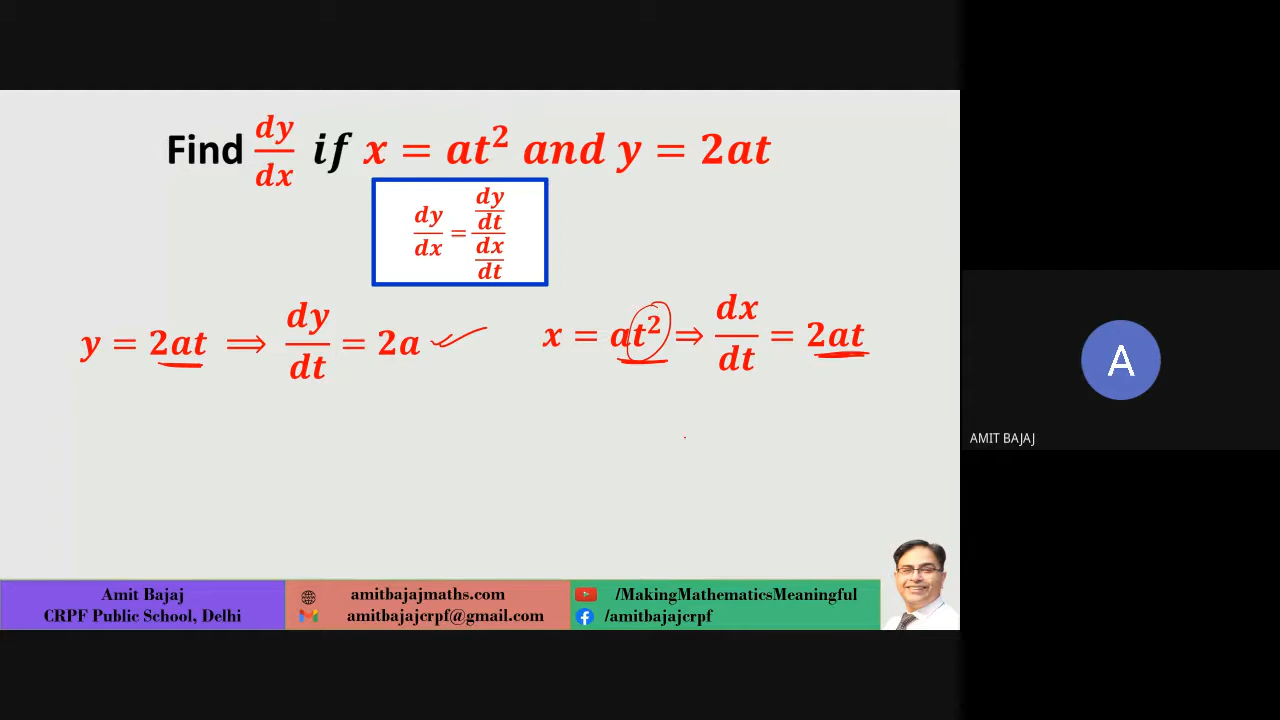 Find dy/dx if x = at² and y = 2at
dy/dx = (dy/dt)/(dx/dt)
y = 2at ⟹ dy/dt = 2a
x = at² ⇒ dx/dt = 2at
A
AMIT BAJAJ
Amit Bajaj
CRPF Public School, Delhi
amitbajajmaths.com
amitbajajcrpf@gmail.com
/MakingMathematicsMeaningful
/amitbajajcrpf